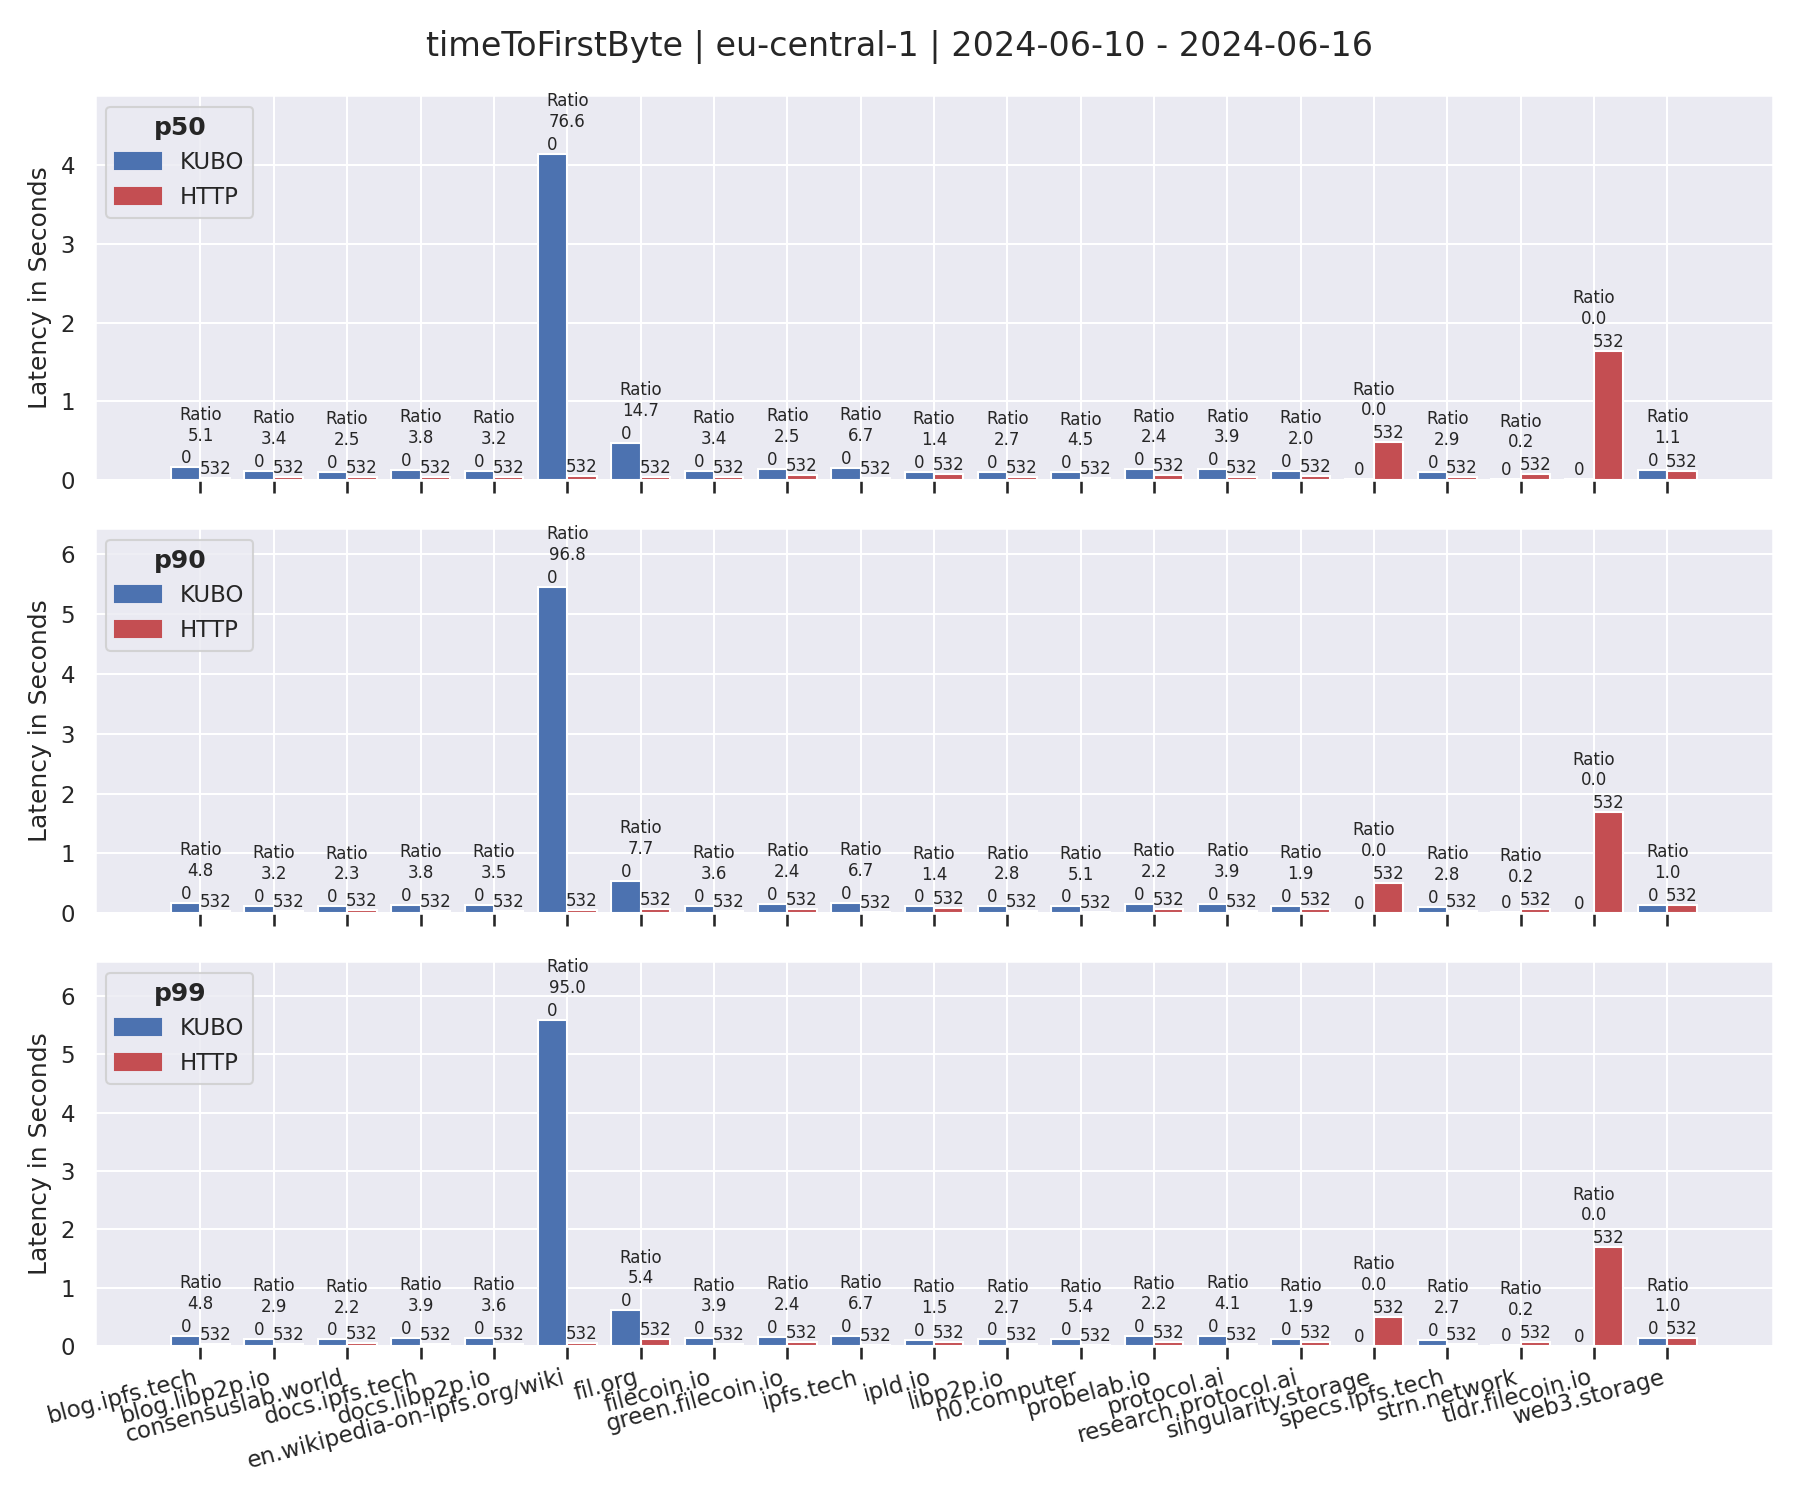 timeToFirstByte | eu-central-1 | 2024-06-10 - 2024-06-16
p50
KUBO
HTTP
Latency in Seconds
4
3
2
1
0
Ratio 5.1 0 532
Ratio 3.4 0 532
Ratio 2.5 0 532
Ratio 3.8 0 532
Ratio 3.2 0 532
Ratio 76.6 0 532
Ratio 14.7 0 532
Ratio 3.4 0 532
Ratio 2.5 0 532
Ratio 6.7 0 532
Ratio 1.4 0 532
Ratio 2.7 0 532
Ratio 4.5 0 532
Ratio 2.4 0 532
Ratio 3.9 0 532
Ratio 2.0 0 532
Ratio 0.0 0 532
Ratio 2.9 0 532
Ratio 0.2 0 532
Ratio 0.0 0 532
Ratio 1.1 0 532
p90
KUBO
HTTP
Latency in Seconds
6
5
4
3
2
1
0
Ratio 4.8 0 532
Ratio 3.2 0 532
Ratio 2.3 0 532
Ratio 3.8 0 532
Ratio 3.5 0 532
Ratio 96.8 0 532
Ratio 7.7 0 532
Ratio 3.6 0 532
Ratio 2.4 0 532
Ratio 6.7 0 532
Ratio 1.4 0 532
Ratio 2.8 0 532
Ratio 5.1 0 532
Ratio 2.2 0 532
Ratio 3.9 0 532
Ratio 1.9 0 532
Ratio 0.0 0 532
Ratio 2.8 0 532
Ratio 0.2 0 532
Ratio 0.0 0 532
Ratio 1.0 0 532
p99
KUBO
HTTP
Latency in Seconds
6
5
4
3
2
1
0
Ratio 4.8 0 532
Ratio 2.9 0 532
Ratio 2.2 0 532
Ratio 3.9 0 532
Ratio 3.6 0 532
Ratio 95.0 0 532
Ratio 5.4 0 532
Ratio 3.9 0 532
Ratio 2.4 0 532
Ratio 6.7 0 532
Ratio 1.5 0 532
Ratio 2.7 0 532
Ratio 5.4 0 532
Ratio 2.2 0 532
Ratio 4.1 0 532
Ratio 1.9 0 532
Ratio 0.0 0 532
Ratio 2.7 0 532
Ratio 0.2 0 532
Ratio 0.0 0 532
Ratio 1.0 0 532
blog.ipfs.tech
blog.libp2p.io
consensuslab.world
docs.ipfs.tech
docs.libp2p.io
en.wikipedia-on-ipfs.org/wiki
fil.org
filecoin.io
green.filecoin.io
ipfs.tech
ipld.io
libp2p.io
n0.computer
probelab.io
protocol.ai
research.protocol.ai
singularity.storage
specs.ipfs.tech
strn.network
tldr.filecoin.io
web3.storage